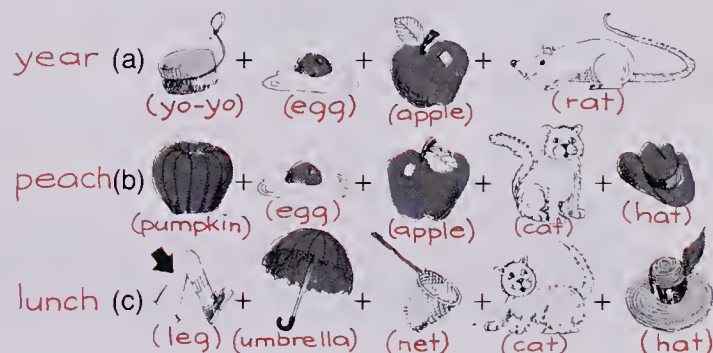 year (a) + + +
(yo-yo) (egg) (apple) (rat)
peach (b) + + + +
(pumpkin) (egg) (apple) (cat) (hat)
lunch (c) + + + +
(leg) (umbrella) (net) (cat) (hat)